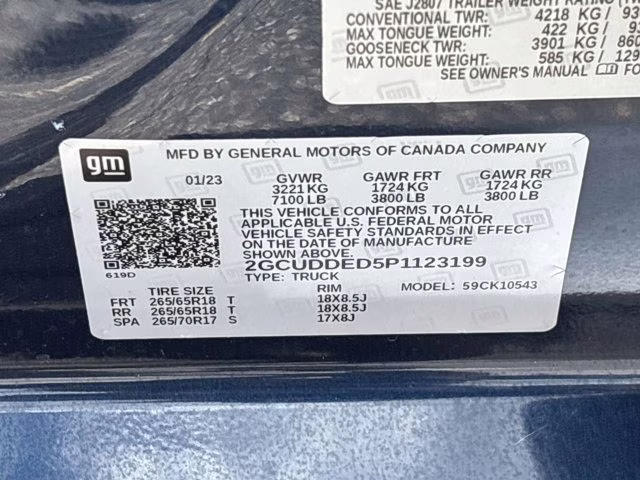 SAE J2807 TRAILER WEIGHT RATING
CONVENTIONAL TWR: 4218 KG / 93
MAX TONGUE WEIGHT: 422 KG / 9
GOOSENECK TWR: 3901 KG / 860
MAX TONGUE WEIGHT: 585 KG / 129
SEE OWNER'S MANUAL gm FO
gm MFD BY GENERAL MOTORS OF CANADA COMPANY
01/23 GVWR GAWR FRT GAWR RR
3221 KG 1724 KG 1724 KG
7100 LB 3800 LB 3800 LB
THIS VEHICLE CONFORMS TO ALL
APPLICABLE U.S. FEDERAL MOTOR
VEHICLE SAFETY STANDARDS IN EFFECT
ON THE DATE OF MANUFACTURE
SHOWN ABOVE.
2GCUDDED5P1123199
619D TYPE: TRUCK MODEL: 59CK10543
TIRE SIZE RIM
FRT 265/65R18 T 18X8.5J
RR 265/65R18 T 18X8.5J
SPA 265/70R17 S 17X8J